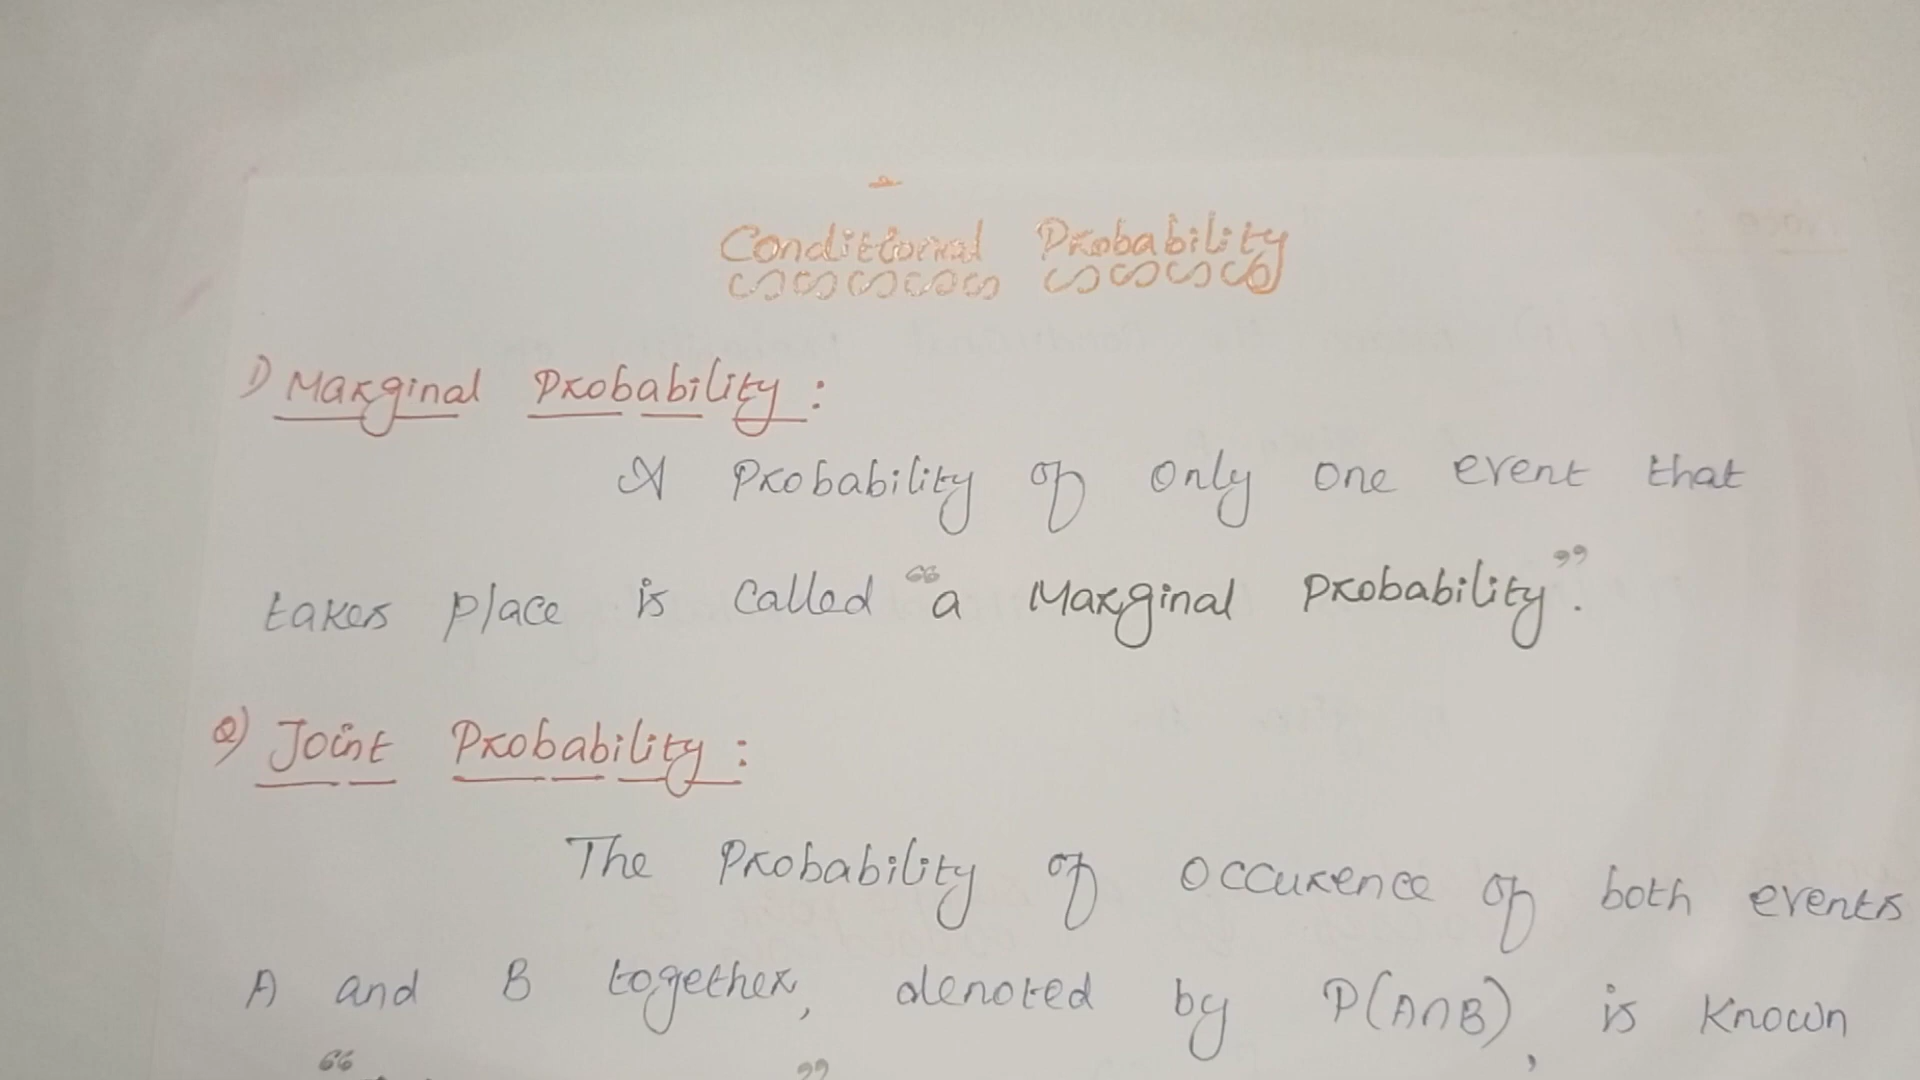 Conditional Probability
1) Marginal Probability :
A Probability of only one event that
takes place is called “a Marginal Probability”.
2) Joint Probability :
The Probability of occurence of both events
A and B together, denoted by P(A∩B), is known
“ ”